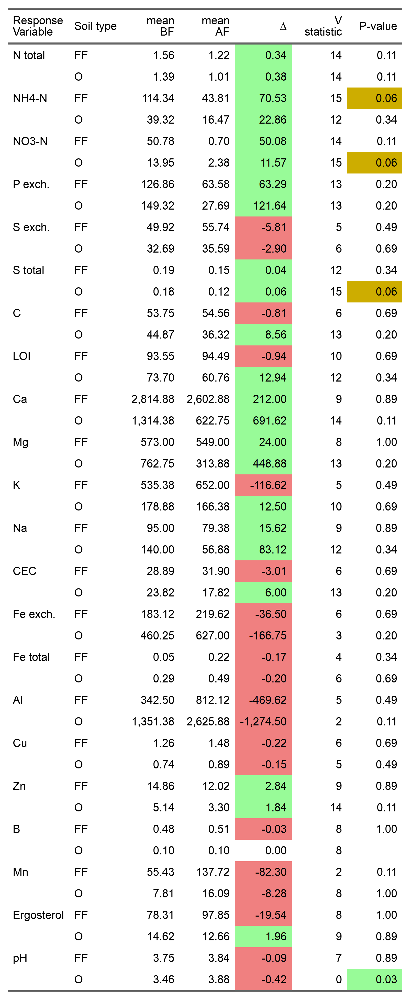 Response Variable Soil type mean BF mean AF Δ V statistic P-value
N total FF 1.56 1.22 0.34 14 0.11
O 1.39 1.01 0.38 14 0.11
NH4-N FF 114.34 43.81 70.53 15 0.06
O 39.32 16.47 22.86 12 0.34
NO3-N FF 50.78 0.70 50.08 14 0.11
O 13.95 2.38 11.57 15 0.06
P exch. FF 126.86 63.58 63.29 13 0.20
O 149.32 27.69 121.64 13 0.20
S exch. FF 49.92 55.74 -5.81 5 0.49
O 32.69 35.59 -2.90 6 0.69
S total FF 0.19 0.15 0.04 12 0.34
O 0.18 0.12 0.06 15 0.06
C FF 53.75 54.56 -0.81 6 0.69
O 44.87 36.32 8.56 13 0.20
LOI FF 93.55 94.49 -0.94 10 0.69
O 73.70 60.76 12.94 12 0.34
Ca FF 2,814.88 2,602.88 212.00 9 0.89
O 1,314.38 622.75 691.62 14 0.11
Mg FF 573.00 549.00 24.00 8 1.00
O 762.75 313.88 448.88 13 0.20
K FF 535.38 652.00 -116.62 5 0.49
O 178.88 166.38 12.50 10 0.69
Na FF 95.00 79.38 15.62 9 0.89
O 140.00 56.88 83.12 12 0.34
CEC FF 28.89 31.90 -3.01 6 0.69
O 23.82 17.82 6.00 13 0.20
Fe exch. FF 183.12 219.62 -36.50 6 0.69
O 460.25 627.00 -166.75 3 0.20
Fe total FF 0.05 0.22 -0.17 4 0.34
O 0.29 0.49 -0.20 6 0.69
Al FF 342.50 812.12 -469.62 5 0.49
O 1,351.38 2,625.88 -1,274.50 2 0.11
Cu FF 1.26 1.48 -0.22 6 0.69
O 0.74 0.89 -0.15 5 0.49
Zn FF 14.86 12.02 2.84 9 0.89
O 5.14 3.30 1.84 14 0.11
B FF 0.48 0.51 -0.03 8 1.00
O 0.10 0.10 0.00 8
Mn FF 55.43 137.72 -82.30 2 0.11
O 7.81 16.09 -8.28 8 1.00
Ergosterol FF 78.31 97.85 -19.54 8 1.00
O 14.62 12.66 1.96 9 0.89
pH FF 3.75 3.84 -0.09 7 0.89
O 3.46 3.88 -0.42 0 0.03